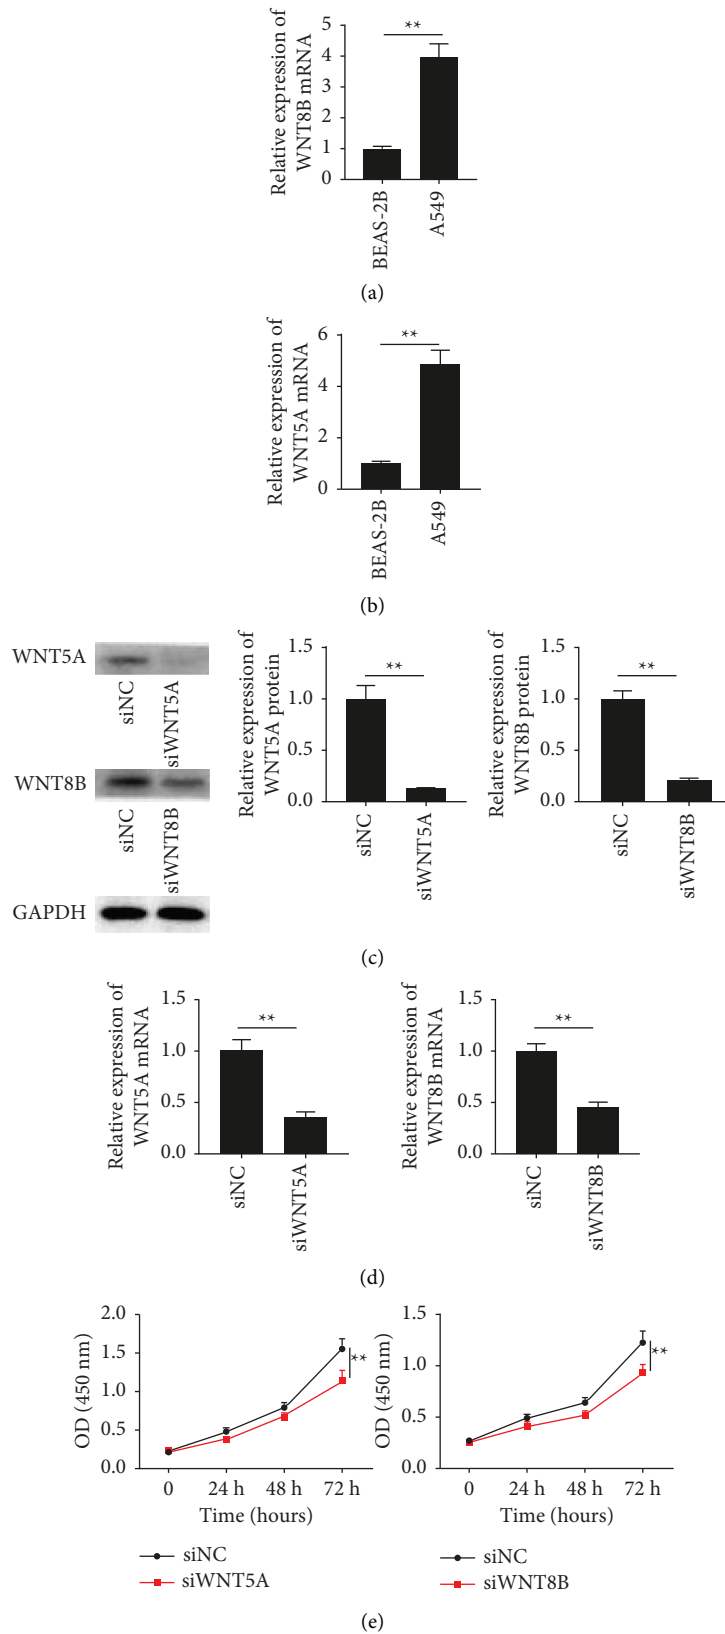 Relative expression of
WNT8B mRNA
5
4
3
2
1
0
**
BEAS-2B
A549
(a)
Relative expression of
WNT5A mRNA
6
4
2
0
**
BEAS-2B
A549
(b)
WNT5A
siNC
siWNT5A
WNT8B
siNC
siWNT8B
GAPDH
Relative expression of
WNT5A protein
1.5
1.0
0.5
0.0
**
siNC
siWNT5A
Relative expression of
WNT8B protein
1.5
1.0
0.5
0.0
**
siNC
siWNT8B
(c)
Relative expression of
WNT5A mRNA
1.5
1.0
0.5
0.0
**
siNC
siWNT5A
Relative expression of
WNT8B mRNA
1.5
1.0
0.5
0.0
**
siNC
siWNT8B
(d)
OD (450 nm)
2.0
1.5
1.0
0.5
0.0
**
0 24 h 48 h 72 h
Time (hours)
siNC
siWNT5A
OD (450 nm)
1.5
1.0
0.5
0.0
**
0 24 h 48 h 72 h
Time (hours)
siNC
siWNT8B
(e)